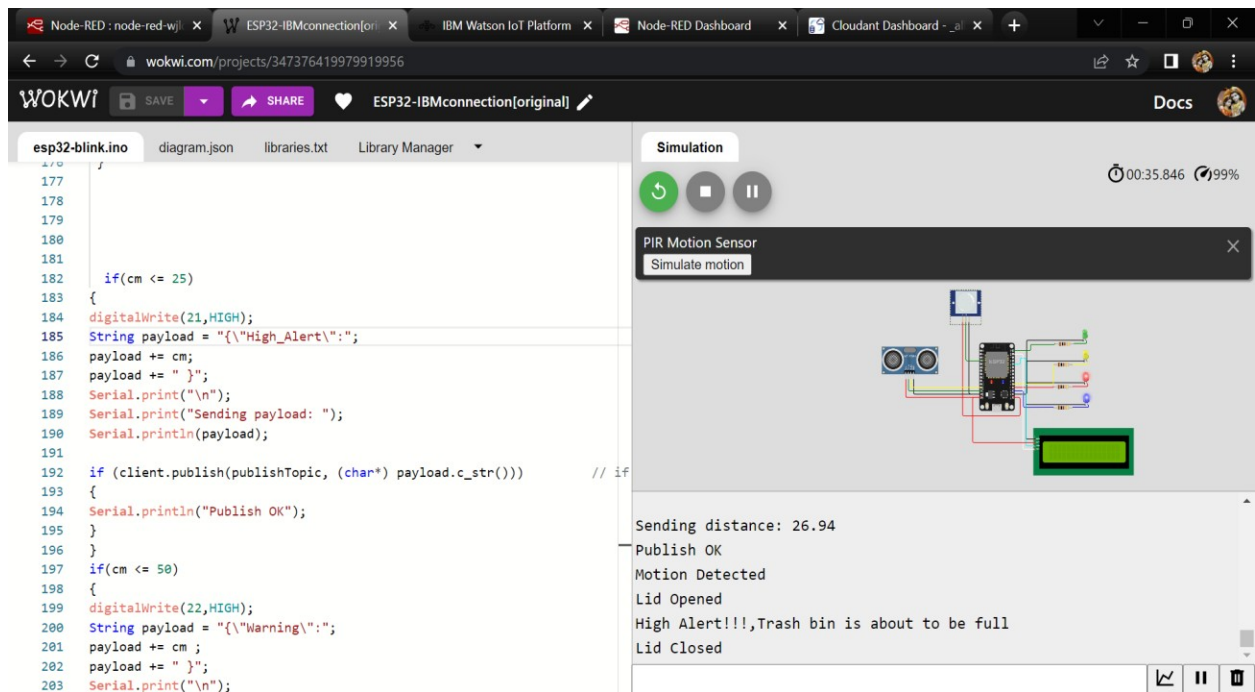 Node-RED : node-red-wjl
ESP32-IBMconnection[ori
IBM Watson IoT Platform
Node-RED Dashboard
Cloudant Dashboard - _al
wokwi.com/projects/347376419979919956
WOKWI
SAVE
SHARE
ESP32-IBMconnection[original]
Docs
esp32-blink.ino
diagram.json
libraries.txt
Library Manager
Simulation
00:35.846
99%
PIR Motion Sensor
Simulate motion
176 }
177
178
179
180
181
182 if(cm <= 25)
183 {
184 digitalWrite(21,HIGH);
185 String payload = "{\"High_Alert\":";
186 payload += cm;
187 payload += " }";
188 Serial.print("\n");
189 Serial.print("Sending payload: ");
190 Serial.println(payload);
191
192 if (client.publish(publishTopic, (char*) payload.c_str())) // if
193 {
194 Serial.println("Publish OK");
195 }
196 }
197 if(cm <= 50)
198 {
199 digitalWrite(22,HIGH);
200 String payload = "{\"Warning\":";
201 payload += cm ;
202 payload += " }";
203 Serial.print("\n");
Sending distance: 26.94
Publish OK
Motion Detected
Lid Opened
High Alert!!!,Trash bin is about to be full
Lid Closed